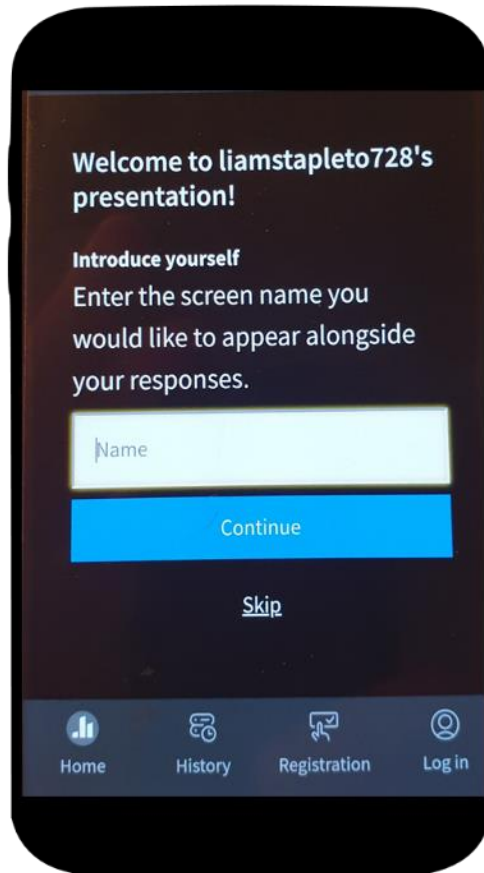 Welcome to liamstapleto728's
presentation!
Introduce yourself
Enter the screen name you
would like to appear alongside
your responses.
Name
Continue
Skip
Home History Registration Log in